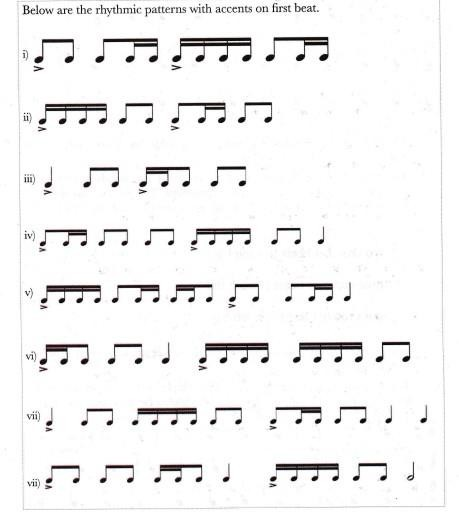 Below are the rhythmic patterns with accents on first beat.
i)
ii)
iii)
iv)
v)
vi)
vii)
vii)